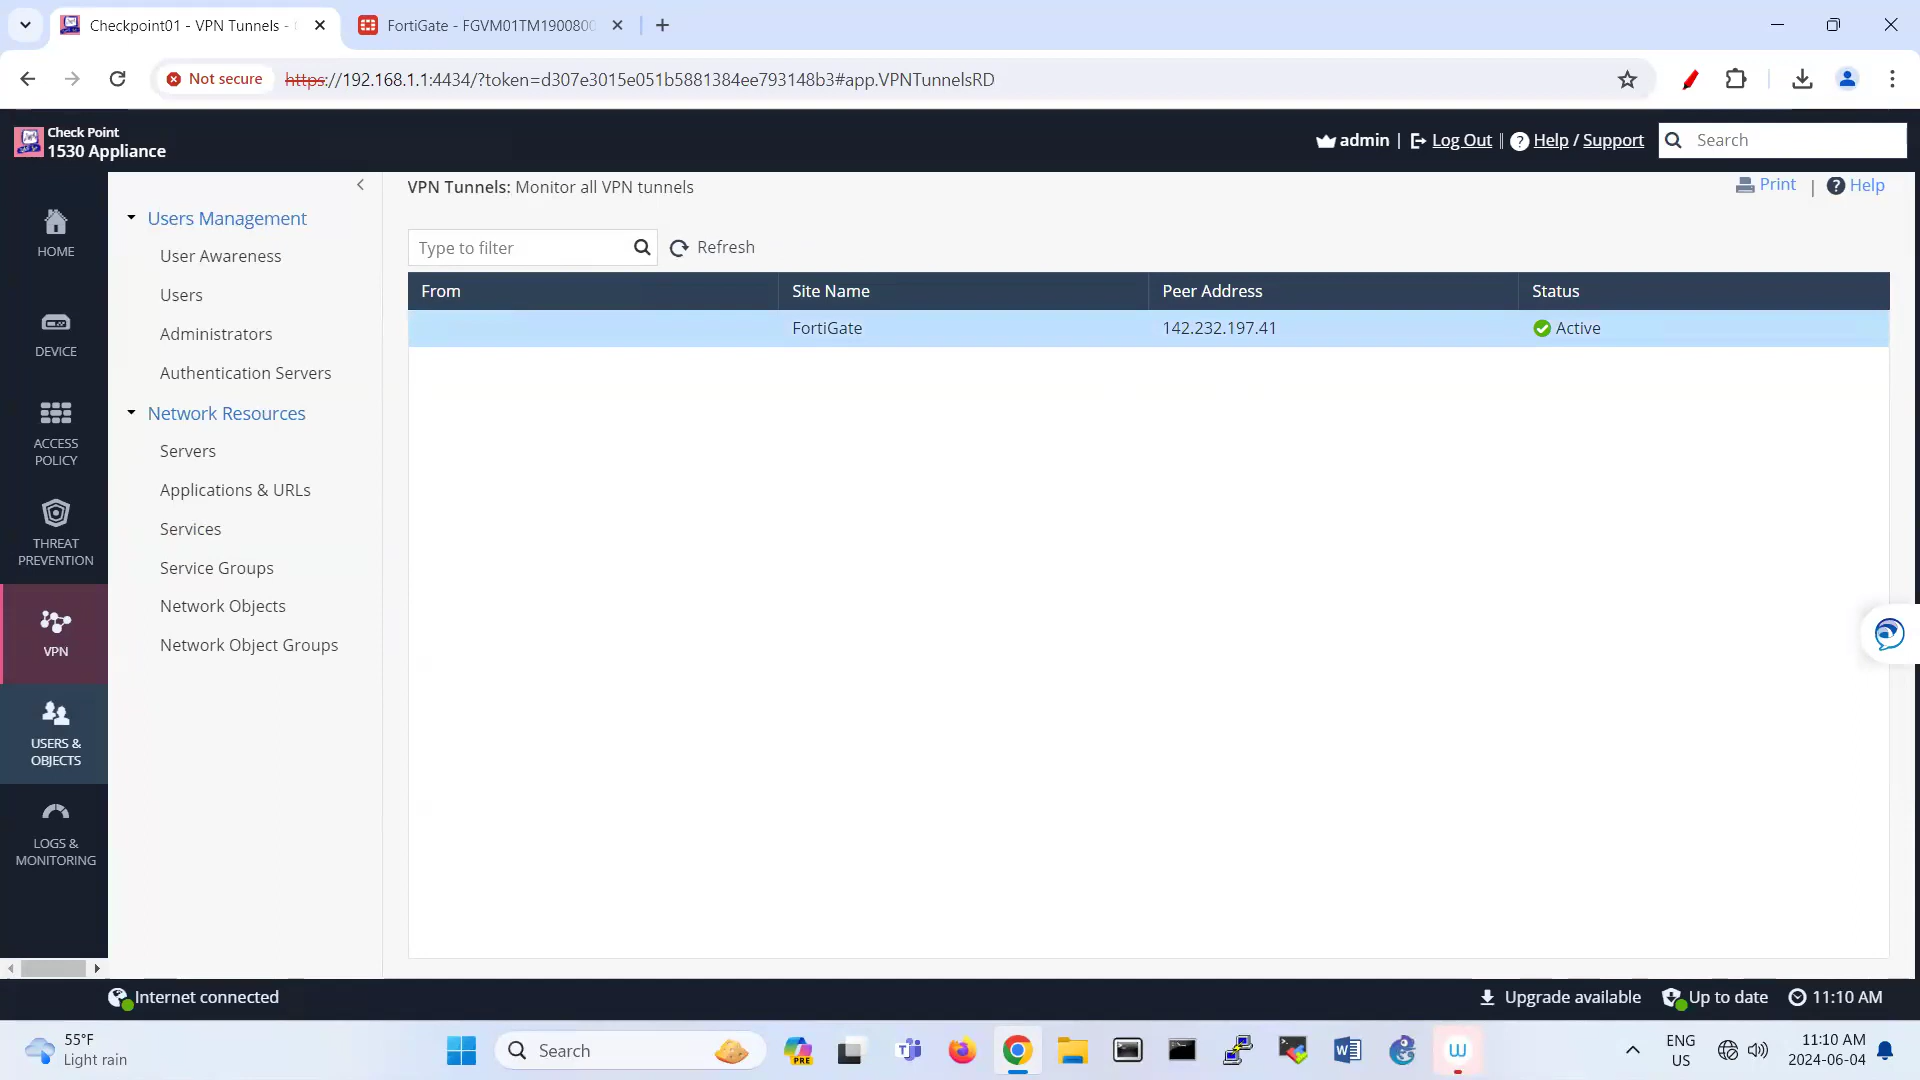 Checkpoint01 - VPN Tunnels -
FortiGate - FGVM01TM1900800
Not secure
https://192.168.1.1:4434/?token=d307e3015e051b5881384ee793148b3#app.VPNTunnelsRD
Check Point
1530 Appliance
admin | Log Out || Help / Support
Search
HOME
DEVICE
ACCESS
POLICY
THREAT
PREVENTION
VPN
USERS &
OBJECTS
LOGS &
MONITORING
Users Management
User Awareness
Users
Administrators
Authentication Servers
Network Resources
Servers
Applications & URLs
Services
Service Groups
Network Objects
Network Object Groups
VPN Tunnels: Monitor all VPN tunnels
Print | Help
Type to filter
Refresh
From Site Name Peer Address Status
FortiGate 142.232.197.41 Active
Internet connected
Upgrade available
Up to date
11:10 AM
55°F
Light rain
Search
PRE
ENG
US
11:10 AM
2024-06-04